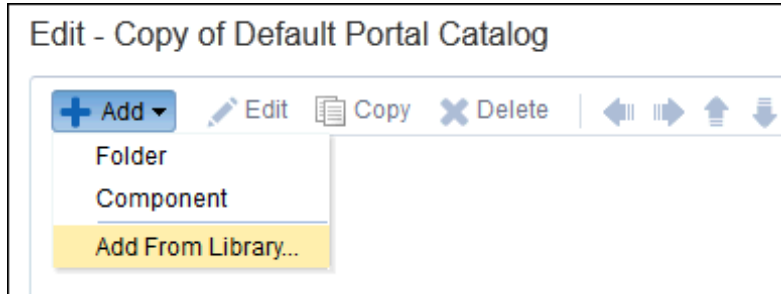 Edit - Copy of Default Portal Catalog
Add Edit Copy Delete
Folder
Component
Add From Library...